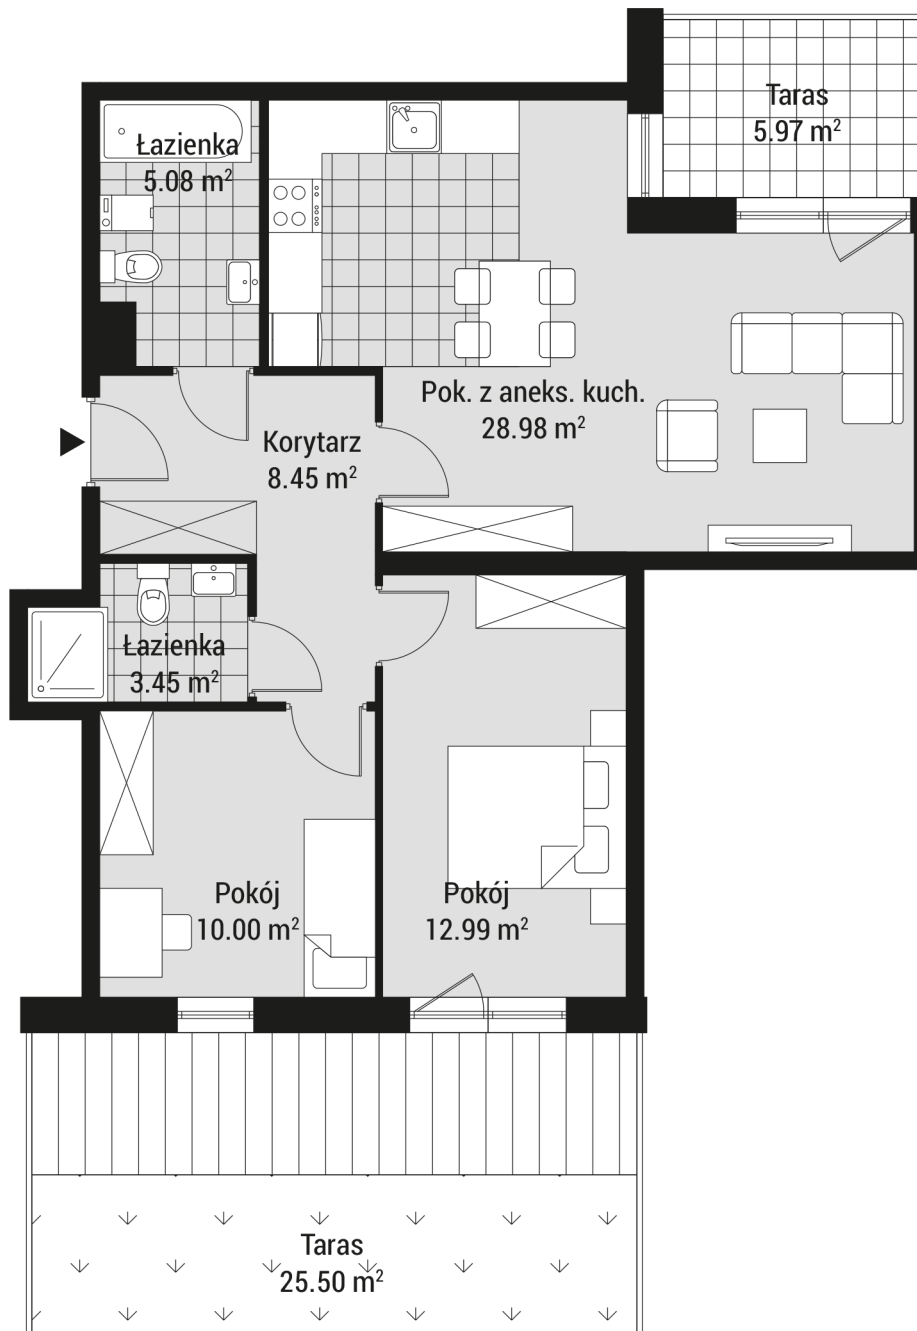 Taras
5.97 m²
Łazienka
5.08 m²
Pok. z aneks. kuch.
28.98 m²
Korytarz
8.45 m²
Łazienka
3.45 m²
Pokój
10.00 m²
Pokój
12.99 m²
Taras
25.50 m²